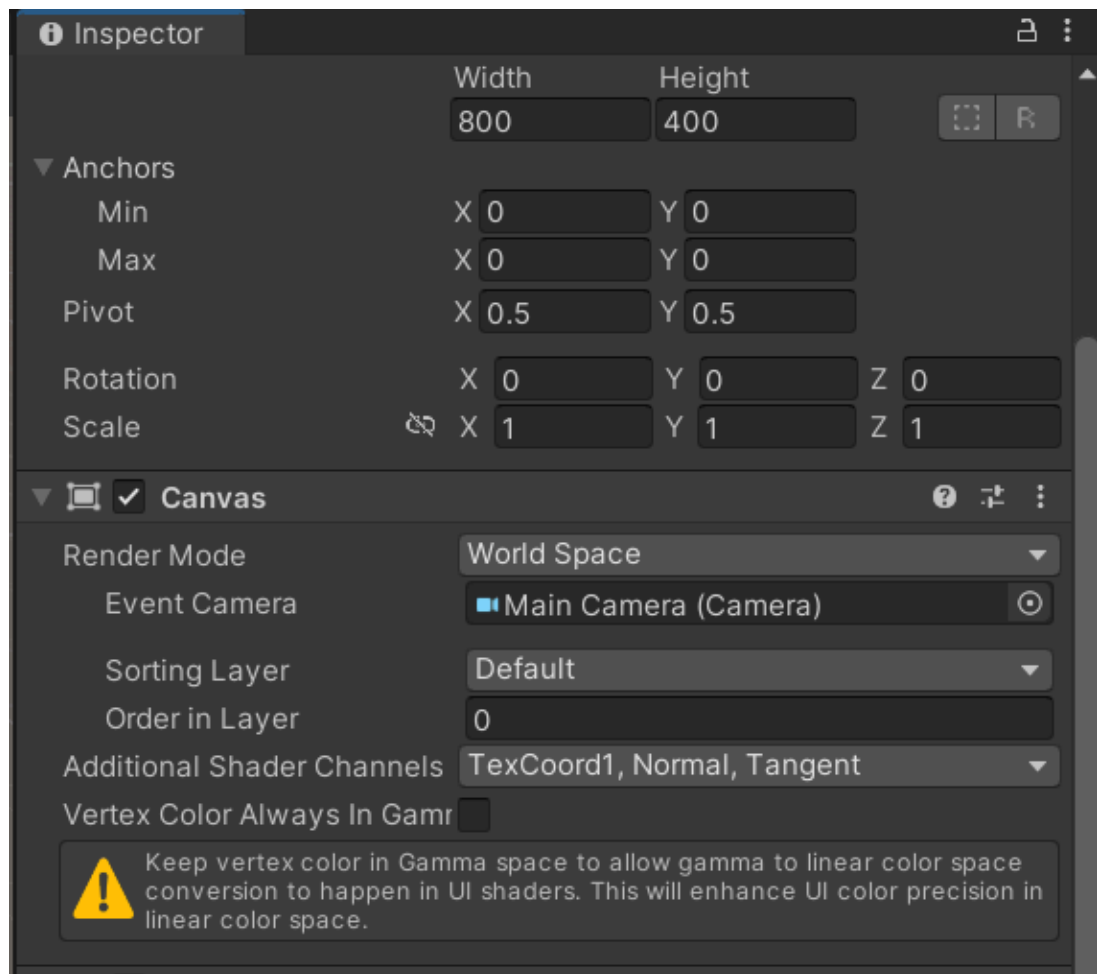 Inspector
Width Height
800 400 R
Anchors
Min X 0 Y 0
Max X 0 Y 0
Pivot X 0.5 Y 0.5
Rotation X 0 Y 0 Z 0
Scale X 1 Y 1 Z 1
Canvas
Render Mode World Space
Event Camera Main Camera (Camera)
Sorting Layer Default
Order in Layer 0
Additional Shader Channels TexCoord1, Normal, Tangent
Vertex Color Always In Gamm
Keep vertex color in Gamma space to allow gamma to linear color space
conversion to happen in UI shaders. This will enhance UI color precision in
linear color space.